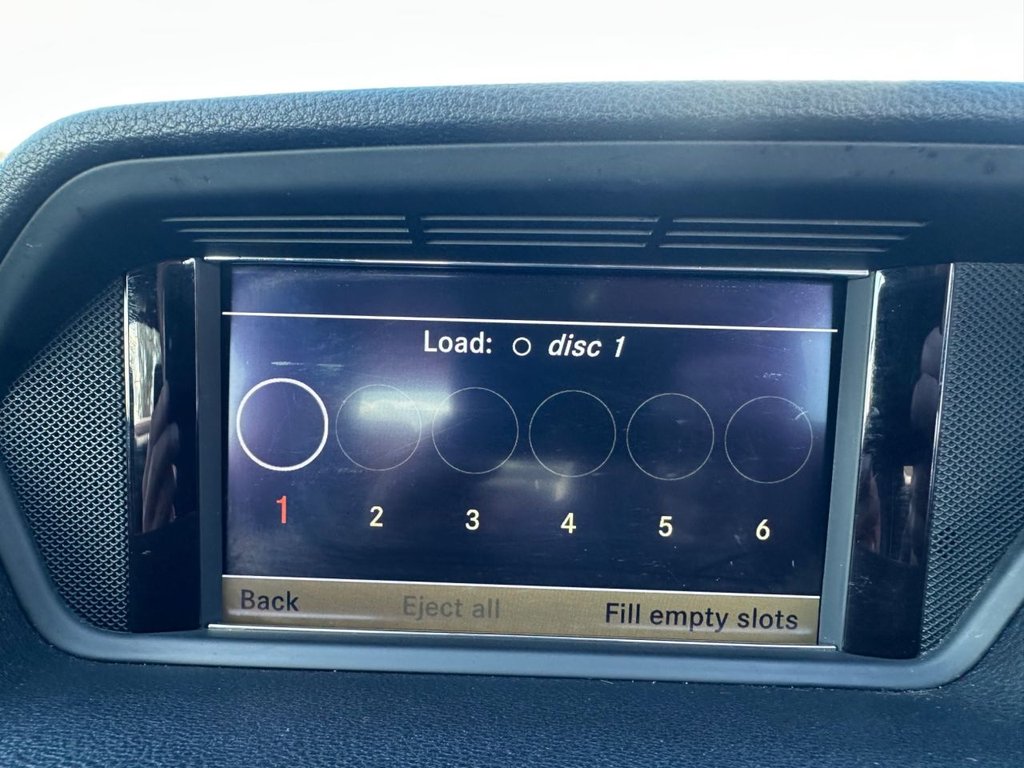 Load: disc 1
1 2 3 4 5 6
Back Eject all Fill empty slots